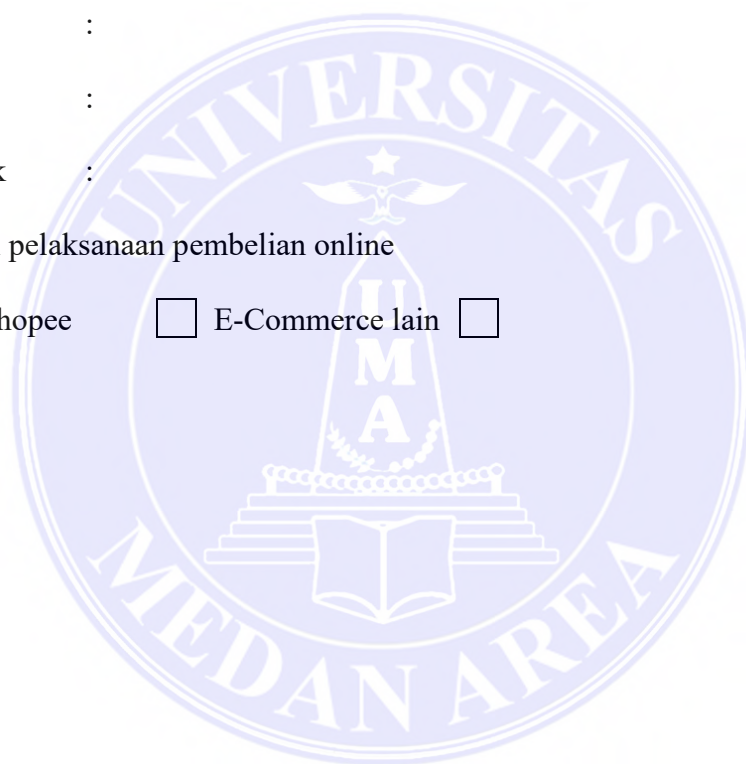 :
:
k :
pelaksanaan pembelian online
hopee E-Commerce lain
UNIVERSITAS
U
M
A
MEDAN AREA